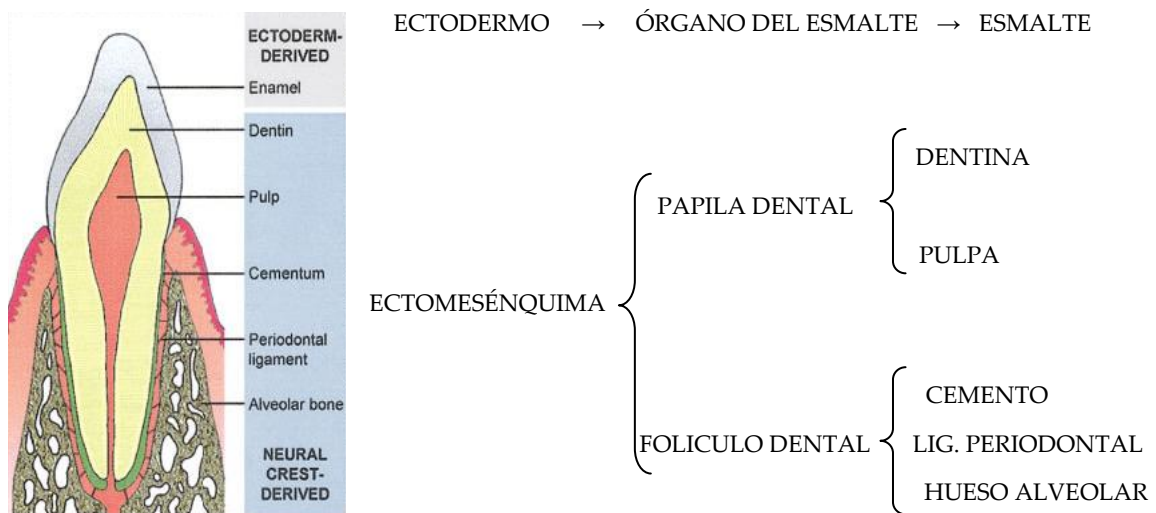 ECTODERM-
DERIVED
Enamel
Dentin
Pulp
Cementum
Periodontal
ligament
Alveolar bone
NEURAL
CREST-
DERIVED
ECTODERMO → ÓRGANO DEL ESMALTE → ESMALTE
ECTOMESÉNQUIMA
PAPILA DENTAL
DENTINA
PULPA
FOLICULO DENTAL
CEMENTO
LIG. PERIODONTAL
HUESO ALVEOLAR